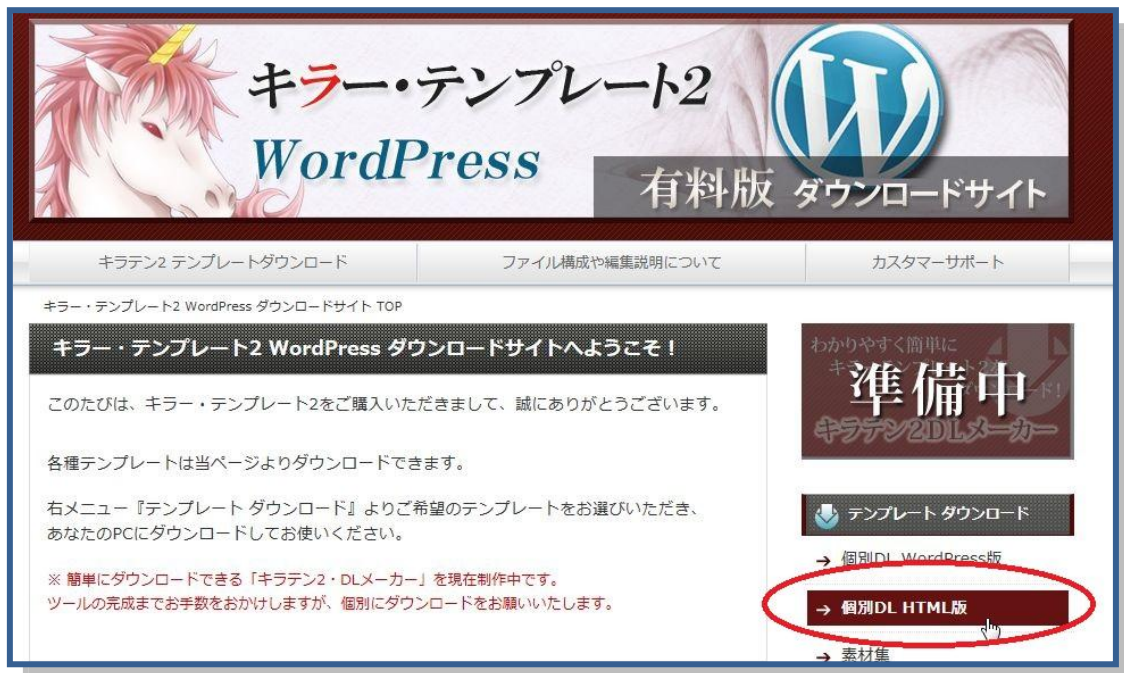 キラー・テンプレート2
WordPress
有料版 ダウンロードサイト
キラテン2 テンプレートダウンロード
ファイル構成や編集説明について
カスタマーサポート
キラー・テンプレート2 WordPress ダウンロードサイト TOP
キラー・テンプレート2 WordPress ダウンロードサイトへようこそ！
このたびは、キラー・テンプレート2をご購入いただきまして、誠にありがとうございます。
各種テンプレートは当ページよりダウンロードできます。
右メニュー『テンプレート ダウンロード』よりご希望のテンプレートをお選びいただき、
あなたのPCにダウンロードしてお使いください。
※ 簡単にダウンロードできる「キラテン2・DLメーカー」を現在制作中です。
ツールの完成までお手数をおかけしますが、個別にダウンロードをお願いいたします。
わかりやすく簡単に
準備中
キラテン2DLメーカー
テンプレート ダウンロード
→ 個別DL WordPress版
→ 個別DL HTML版
→ 素材集